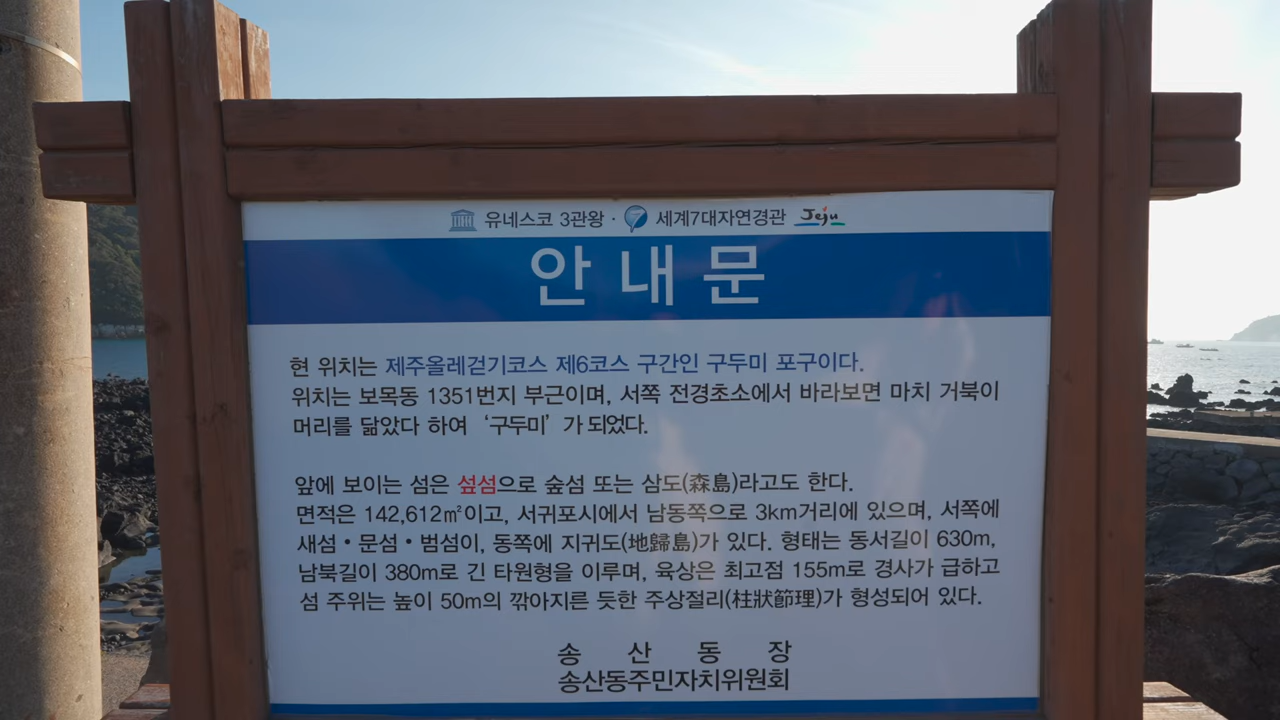 유네스코 3관왕 · 세계7대자연경관 Jeju
안내문
현 위치는 제주올레걷기코스 제6코스 구간인 구두미 포구이다.
위치는 보목동 1351번지 부근이며, 서쪽 전경초소에서 바라보면 마치 거북이
머리를 닮았다 하여 ‘구두미’가 되었다.
앞에 보이는 섬은 섶섬으로 숲섬 또는 삼도(森島)라고도 한다.
면적은 142,612㎡이고, 서귀포시에서 남동쪽으로 3km거리에 있으며, 서쪽에
새섬·문섬·범섬이, 동쪽에 지귀도(地歸島)가 있다. 형태는 동서길이 630m,
남북길이 380m로 긴 타원형을 이루며, 육상은 최고점 155m로 경사가 급하고
섬 주위는 높이 50m의 깎아지른 듯한 주상절리(柱狀節理)가 형성되어 있다.
송산동장
송산동주민자치위원회